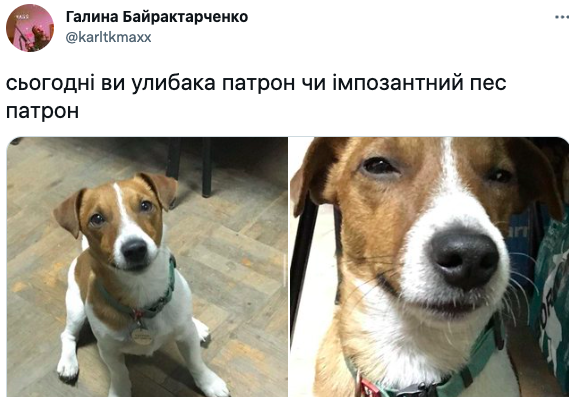 Галина Байрактарченко
@karltkmaxx
сьогодні ви улибака патрон чи імпозантний пес
патрон